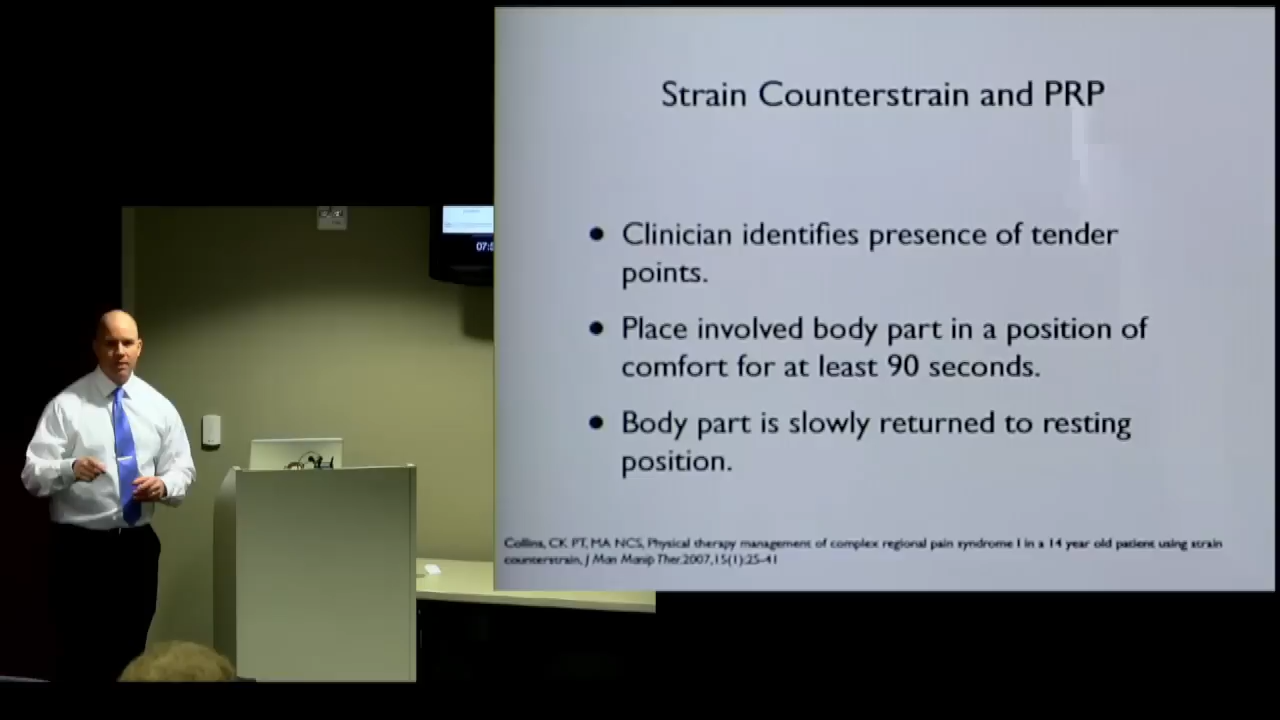 Strain Counterstrain and PRP
• Clinician identifies presence of tender
points.
• Place involved body part in a position of
comfort for at least 90 seconds.
• Body part is slowly returned to resting
position.
Collins, CK PT, MA NCS, Physical therapy management of complex regional pain syndrome I in a 14 year old patient using strain
counterstrain, J Man Manip Ther.2007,15(1):25-41
07: